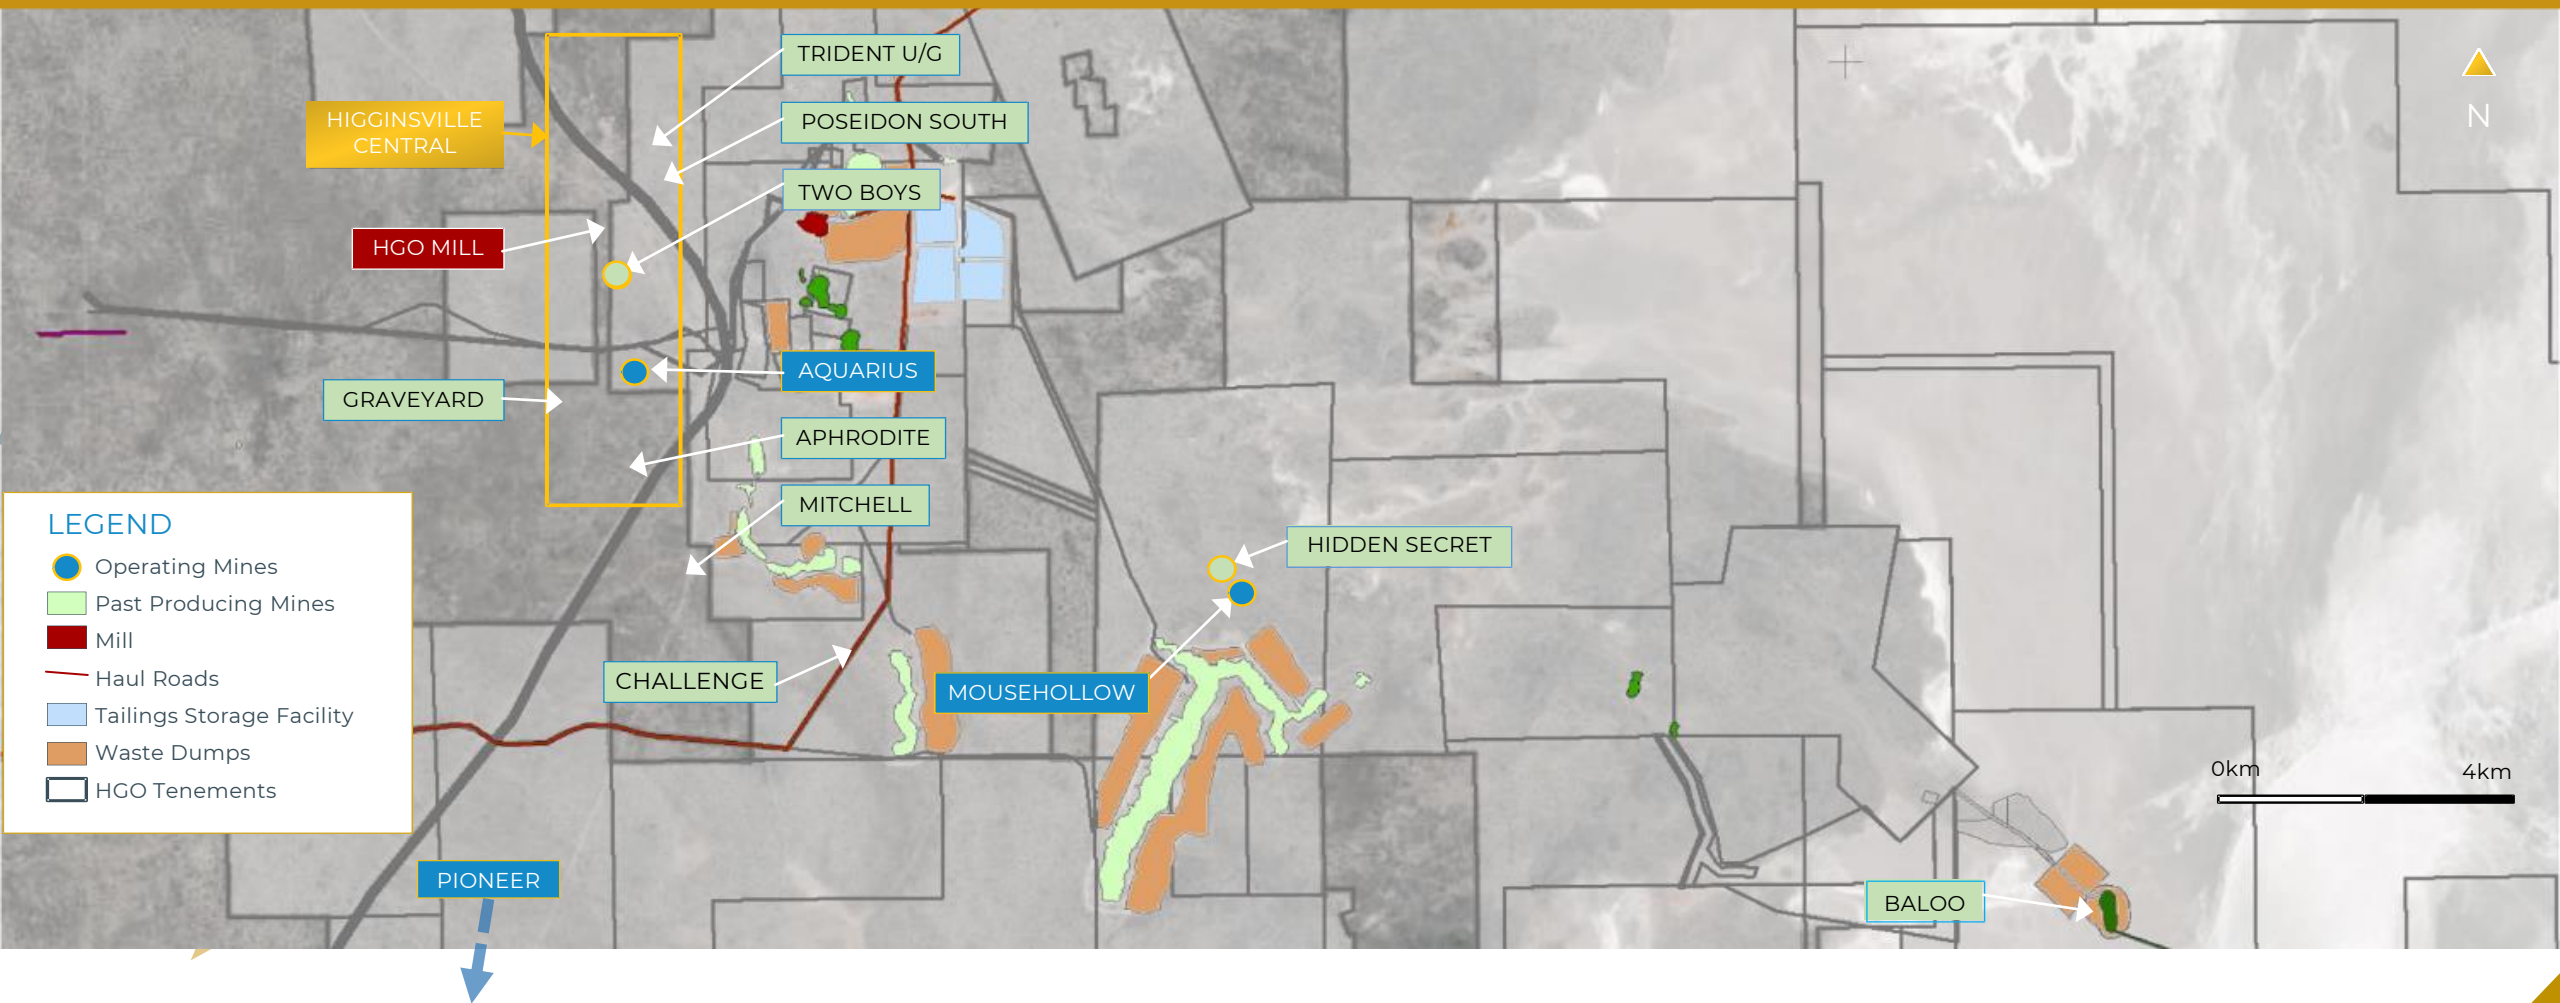 TRIDENT U/G
POSEIDON SOUTH
HIGGINSVILLE
CENTRAL
N
TWO BOYS
HGO MILL
AQUARIUS
GRAVEYARD
APHRODITE
MITCHELL
HIDDEN SECRET
LEGEND
Operating Mines
Past Producing Mines
Mill
Haul Roads
Tailings Storage Facility
Waste Dumps
HGO Tenements
CHALLENGE
MOUSEHOLLOW
0km
4km
PIONEER
BALOO